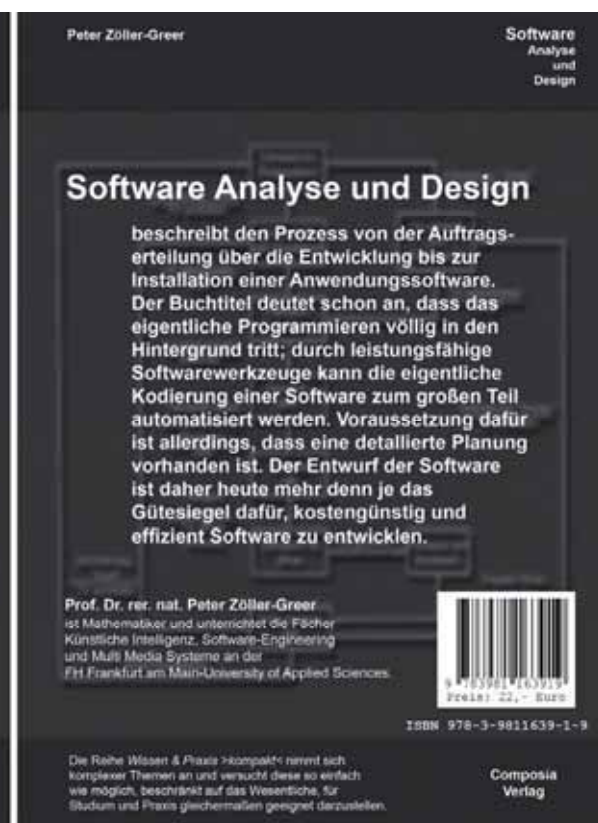 Peter Zöller-Greer
Software
Analyse
und
Design
Software Analyse und Design
beschreibt den Prozess von der Auftrags-
erteilung über die Entwicklung bis zur
Installation einer Anwendungssoftware.
Der Buchtitel deutet schon an, dass das
eigentliche Programmieren völlig in den
Hintergrund tritt; durch leistungsfähige
Softwarewerkzeuge kann die eigentliche
Kodierung einer Software zum großen Teil
automatisiert werden. Voraussetzung dafür
ist allerdings, dass eine detallierte Planung
vorhanden ist. Der Entwurf der Software
ist daher heute mehr denn je das
Gütesiegel dafür, kostengünstig und
effizient Software zu entwicklen.
Prof. Dr. rer. nat. Peter Zöller-Greer
ist Mathematiker und unterrichtet die Fächer
Künstliche Intelligenz, Software-Engineering
und Multi Media Systeme an der
FH Frankfurt am Main-University of Applied Sciences
9 783981 163919
Preis: 22,- Euro
ISBN 978-3-9811639-1-9
Die Reihe Wissen & Praxis >kompakt< nimmt sich
komplexer Themen an und versucht diese so einfach
wie möglich, beschränkt auf das Wesentliche, für
Studium und Praxis gleichermaßen geeignet darzustellen.
Composia
Verlag